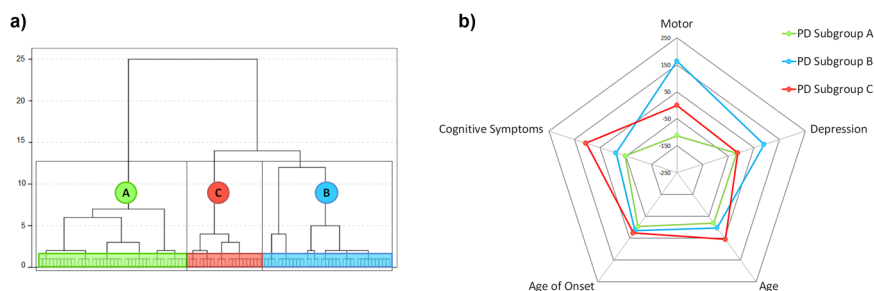 a)
25
20
15
10
5
0
A
C
B
b)
Motor
250
150
50
-50
-150
-250
Cognitive Symptoms
Depression
Age of Onset
Age
PD Subgroup A
PD Subgroup B
PD Subgroup C